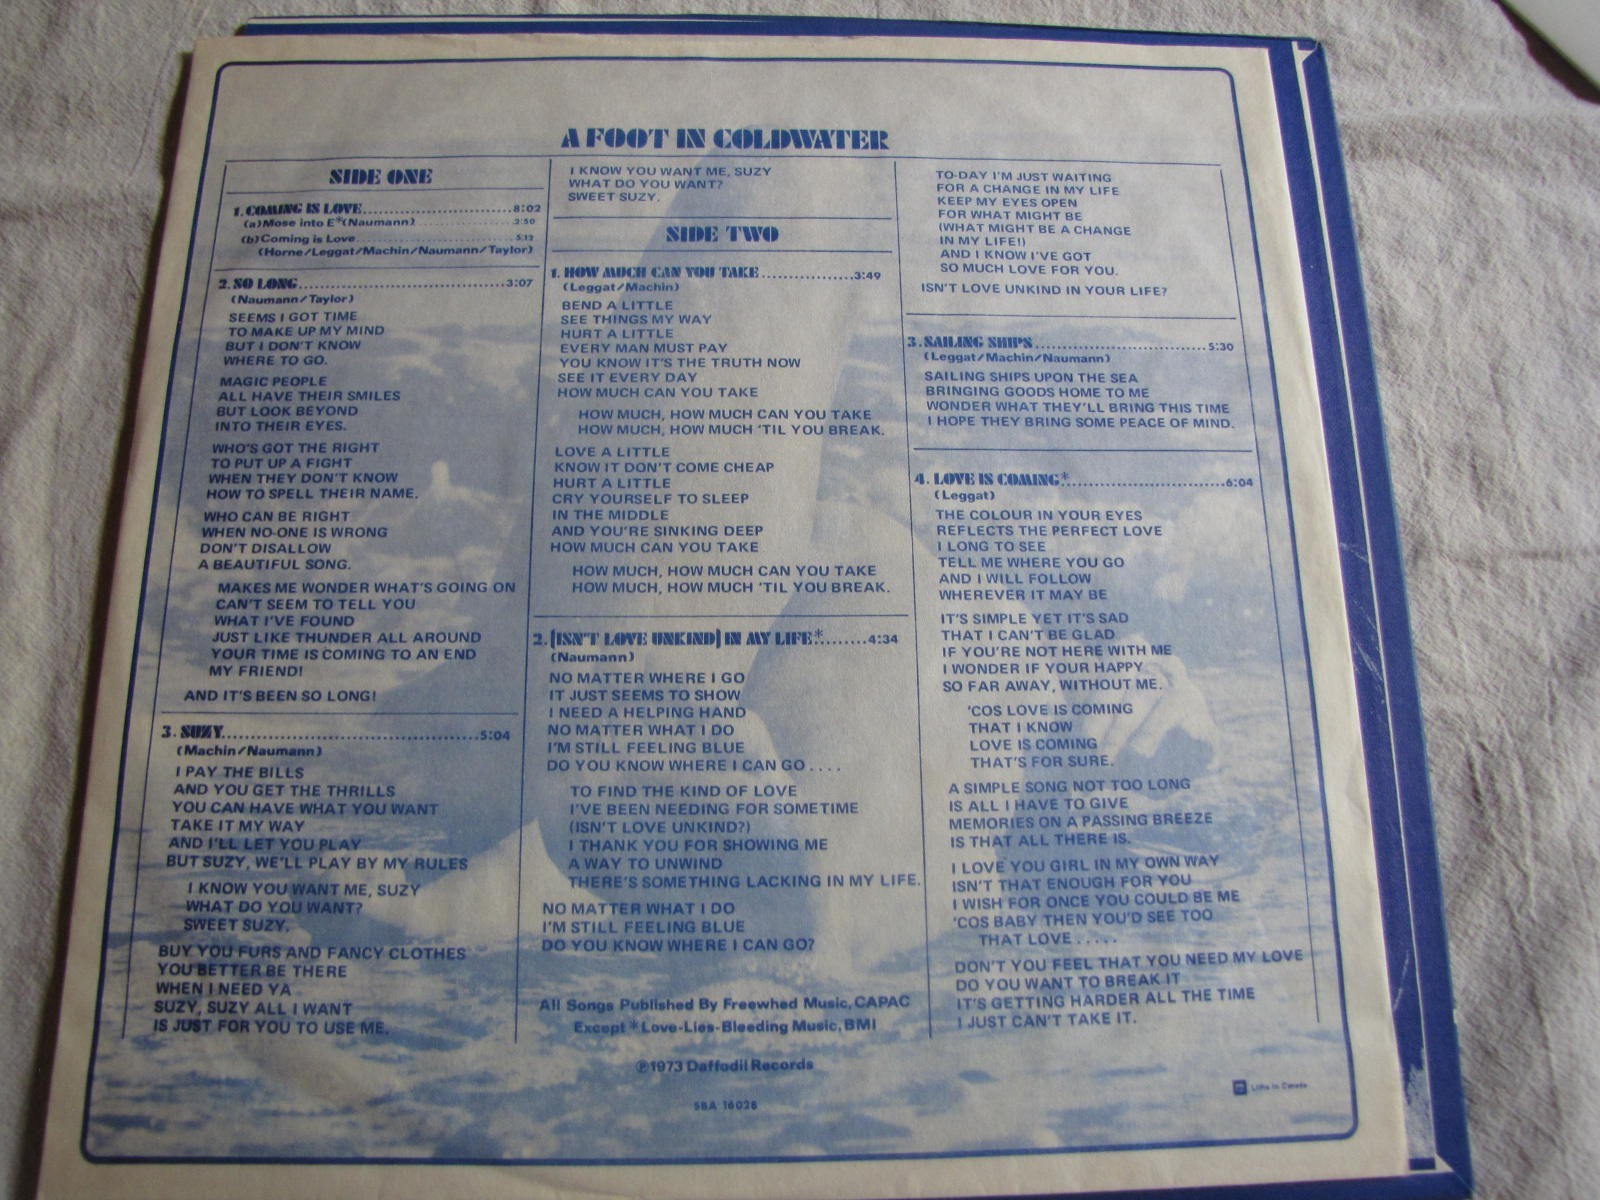 A FOOT IN COLDWATER
SIDE ONE
1. COMING IS LOVE..................8:02
(a) Mose into E* (Naumann)..................2:50
(b) Coming is Love..................5:12
(Horne/Leggat/Machin/Naumann/Taylor)
2. SO LONG..................3:07
(Naumann/Taylor)
SEEMS I GOT TIME
TO MAKE UP MY MIND
BUT I DON'T KNOW
WHERE TO GO.
MAGIC PEOPLE
ALL HAVE THEIR SMILES
BUT LOOK BEYOND
INTO THEIR EYES.
WHO'S GOT THE RIGHT
TO PUT UP A FIGHT
WHEN THEY DON'T KNOW
HOW TO SPELL THEIR NAME.
WHO CAN BE RIGHT
WHEN NO-ONE IS WRONG
DON'T DISALLOW
A BEAUTIFUL SONG.
MAKES ME WONDER WHAT'S GOING ON
CAN'T SEEM TO TELL YOU
WHAT I'VE FOUND
JUST LIKE THUNDER ALL AROUND
YOUR TIME IS COMING TO AN END
MY FRIEND!
AND IT'S BEEN SO LONG!
3. SUZY..................5:04
(Machin/Naumann)
I PAY THE BILLS
AND YOU GET THE THRILLS
YOU CAN HAVE WHAT YOU WANT
TAKE IT MY WAY
AND I'LL LET YOU PLAY
BUT SUZY, WE'LL PLAY BY MY RULES
I KNOW YOU WANT ME, SUZY
WHAT DO YOU WANT?
SWEET SUZY.
BUY YOU FURS AND FANCY CLOTHES
YOU BETTER BE THERE
WHEN I NEED YA
SUZY, SUZY ALL I WANT
IS JUST FOR YOU TO USE ME.
I KNOW YOU WANT ME, SUZY
WHAT DO YOU WANT?
SWEET SUZY.
SIDE TWO
1. HOW MUCH CAN YOU TAKE..................3:49
(Leggat/Machin)
BEND A LITTLE
SEE THINGS MY WAY
HURT A LITTLE
EVERY MAN MUST PAY
YOU KNOW IT'S THE TRUTH NOW
SEE IT EVERY DAY
HOW MUCH CAN YOU TAKE
HOW MUCH, HOW MUCH CAN YOU TAKE
HOW MUCH, HOW MUCH 'TIL YOU BREAK.
LOVE A LITTLE
KNOW IT DON'T COME CHEAP
HURT A LITTLE
CRY YOURSELF TO SLEEP
IN THE MIDDLE
AND YOU'RE SINKING DEEP
HOW MUCH CAN YOU TAKE
HOW MUCH, HOW MUCH CAN YOU TAKE
HOW MUCH, HOW MUCH 'TIL YOU BREAK.
2. (ISN'T LOVE UNKIND) IN MY LIFE*........4:34
(Naumann)
NO MATTER WHERE I GO
IT JUST SEEMS TO SHOW
I NEED A HELPING HAND
NO MATTER WHAT I DO
I'M STILL FEELING BLUE
DO YOU KNOW WHERE I CAN GO....
TO FIND THE KIND OF LOVE
I'VE BEEN NEEDING FOR SOMETIME
(ISN'T LOVE UNKIND?)
I THANK YOU FOR SHOWING ME
A WAY TO UNWIND
THERE'S SOMETHING LACKING IN MY LIFE.
NO MATTER WHAT I DO
I'M STILL FEELING BLUE
DO YOU KNOW WHERE I CAN GO?
All Songs Published By Freewhed Music, CAPAC
Except * Love-Lies-Bleeding Music, BMI
℗1973 Daffodil Records
SBA 16028
TO-DAY I'M JUST WAITING
FOR A CHANGE IN MY LIFE
KEEP MY EYES OPEN
FOR WHAT MIGHT BE
(WHAT MIGHT BE A CHANGE
IN MY LIFE!)
AND I KNOW I'VE GOT
SO MUCH LOVE FOR YOU.
ISN'T LOVE UNKIND IN YOUR LIFE?
3. SAILING SHIPS..................5:30
(Leggat/Machin/Naumann)
SAILING SHIPS UPON THE SEA
BRINGING GOODS HOME TO ME
WONDER WHAT THEY'LL BRING THIS TIME
I HOPE THEY BRING SOME PEACE OF MIND.
4. LOVE IS COMING*..................6:04
(Leggat)
THE COLOUR IN YOUR EYES
REFLECTS THE PERFECT LOVE
I LONG TO SEE
TELL ME WHERE YOU GO
AND I WILL FOLLOW
WHEREVER IT MAY BE
IT'S SIMPLE YET IT'S SAD
THAT I CAN'T BE GLAD
IF YOU'RE NOT HERE WITH ME
I WONDER IF YOUR HAPPY
SO FAR AWAY, WITHOUT ME.
'COS LOVE IS COMING
THAT I KNOW
LOVE IS COMING
THAT'S FOR SURE.
A SIMPLE SONG NOT TOO LONG
IS ALL I HAVE TO GIVE
MEMORIES ON A PASSING BREEZE
IS THAT ALL THERE IS.
I LOVE YOU GIRL IN MY OWN WAY
ISN'T THAT ENOUGH FOR YOU
I WISH FOR ONCE YOU COULD BE ME
'COS BABY THEN YOU'D SEE TOO
THAT LOVE.....
DON'T YOU FEEL THAT YOU NEED MY LOVE
DO YOU WANT TO BREAK IT
IT'S GETTING HARDER ALL THE TIME
I JUST CAN'T TAKE IT.
Litho in Canada